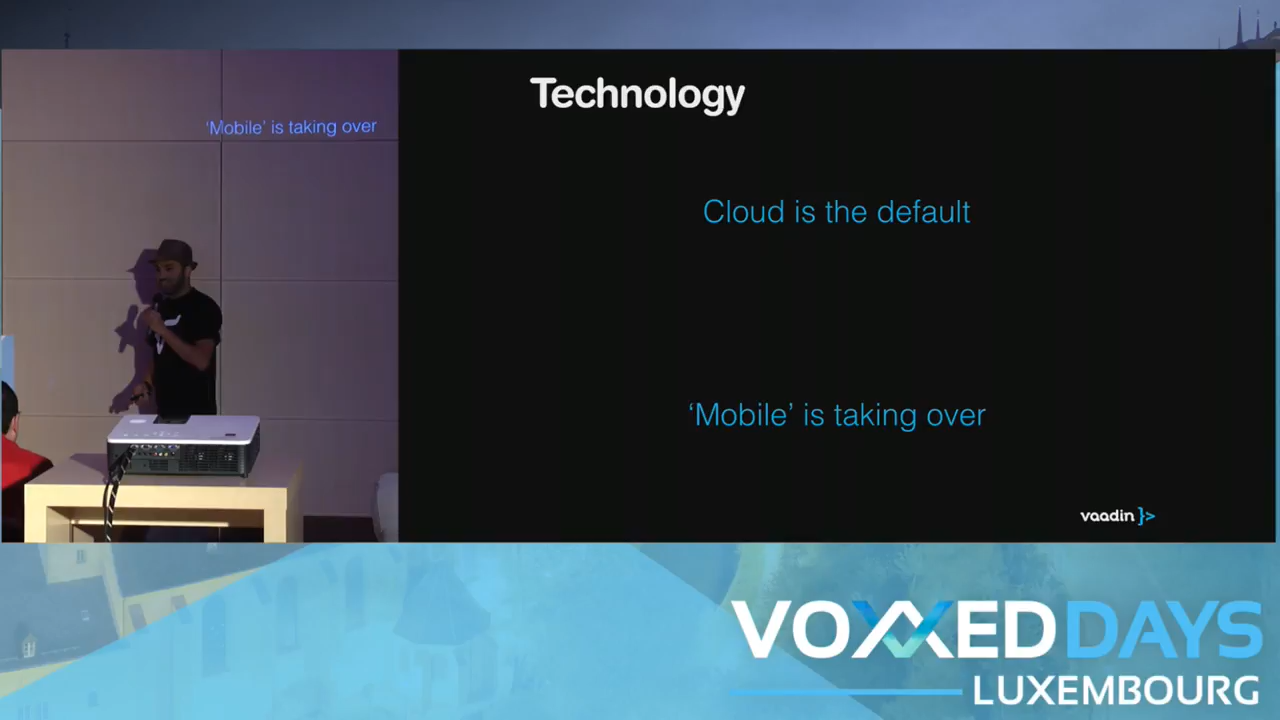 'Mobile' is taking over
Technology
Cloud is the default
‘Mobile’ is taking over
vaadin }>
VOXXED DAYS
LUXEMBOURG